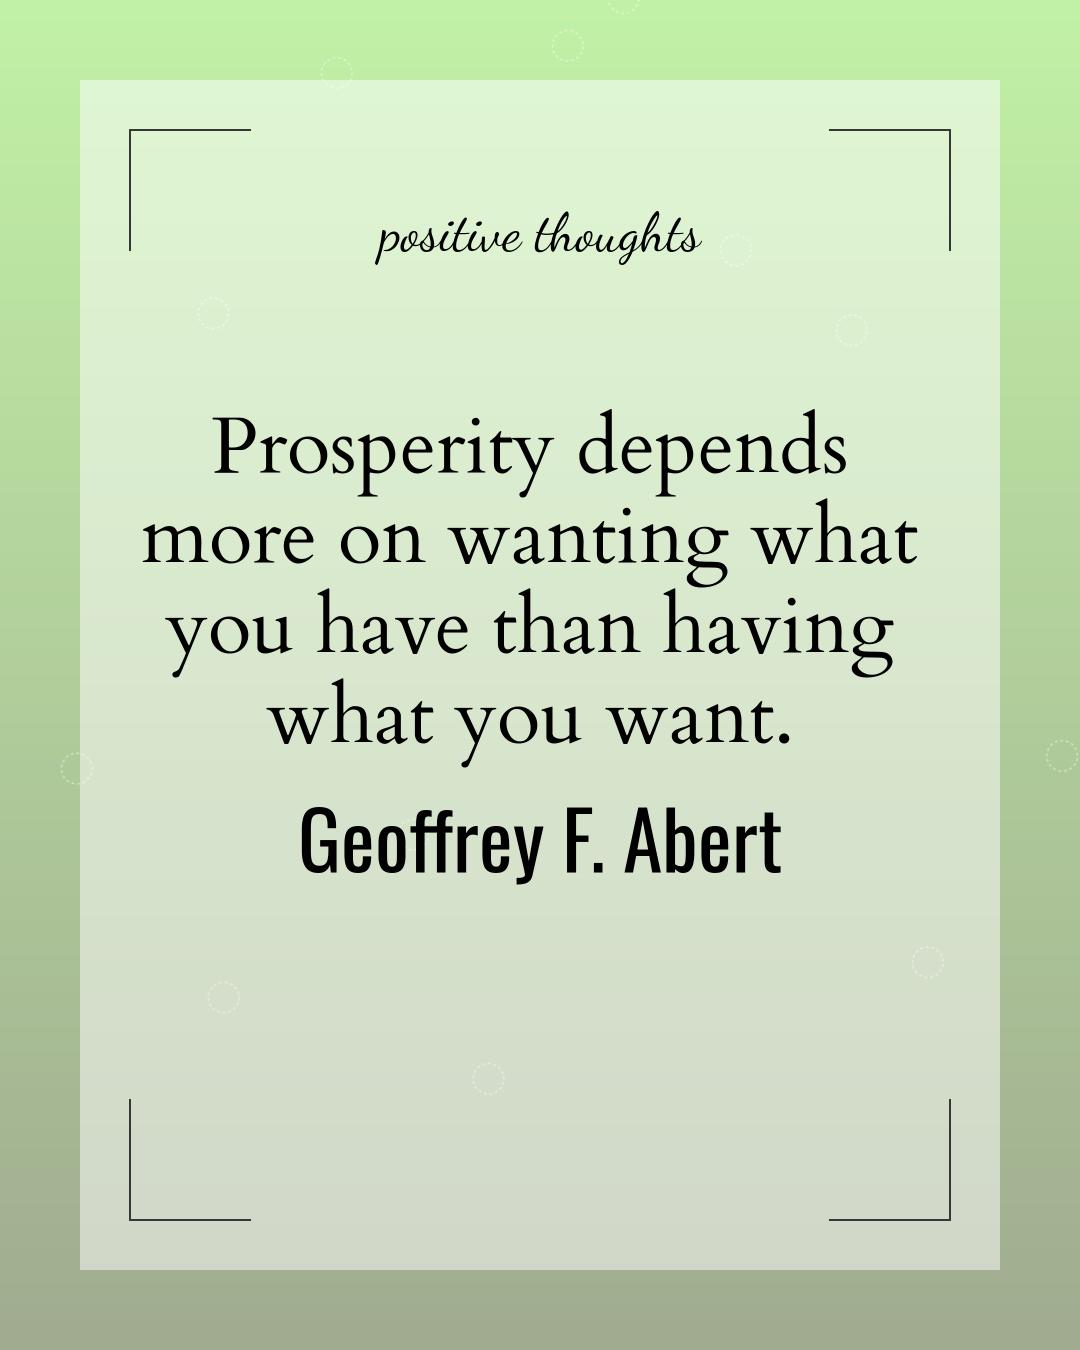 positive thoughts
Prosperity depends
more on wanting what
you have than having
what you want.
Geoffrey F. Abert